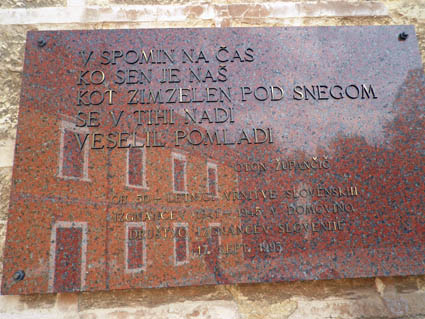 V SPOMIN NA ČAS
KO SEN JE NAŠ
KOT ZIMZELEN POD SNEGOM
SE V TIHI NADI
VESELIL POMLADI
OTON ŽUPANČIČ
OB 50-LETNICI VRNITVE SLOVENSKIH
IZGNANCEV 1941-1945 V DOMOVINO
DRUŠTVO IZGNANCEV SLOVENIJE
1995